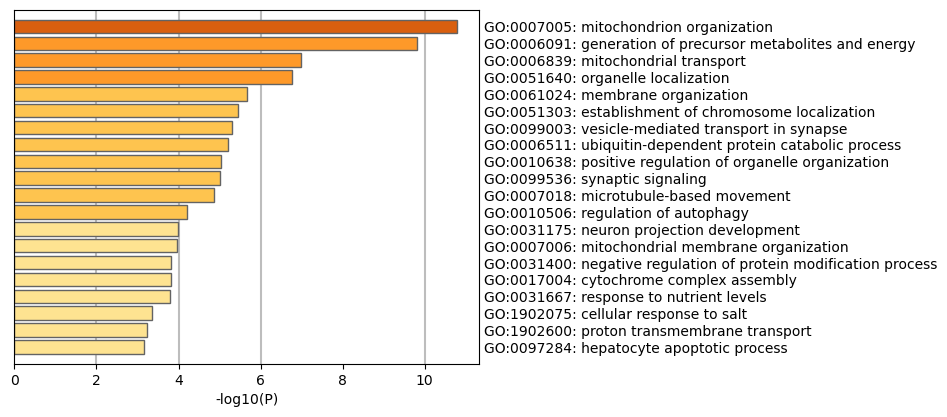 GO:0007005: mitochondrion organization
GO:0006091: generation of precursor metabolites and energy
GO:0006839: mitochondrial transport
GO:0051640: organelle localization
GO:0061024: membrane organization
GO:0051303: establishment of chromosome localization
GO:0099003: vesicle-mediated transport in synapse
GO:0006511: ubiquitin-dependent protein catabolic process
GO:0010638: positive regulation of organelle organization
GO:0099536: synaptic signaling
GO:0007018: microtubule-based movement
GO:0010506: regulation of autophagy
GO:0031175: neuron projection development
GO:0007006: mitochondrial membrane organization
GO:0031400: negative regulation of protein modification process
GO:0017004: cytochrome complex assembly
GO:0031667: response to nutrient levels
GO:1902075: cellular response to salt
GO:1902600: proton transmembrane transport
GO:0097284: hepatocyte apoptotic process
0 2 4 6 8 10
-log10(P)